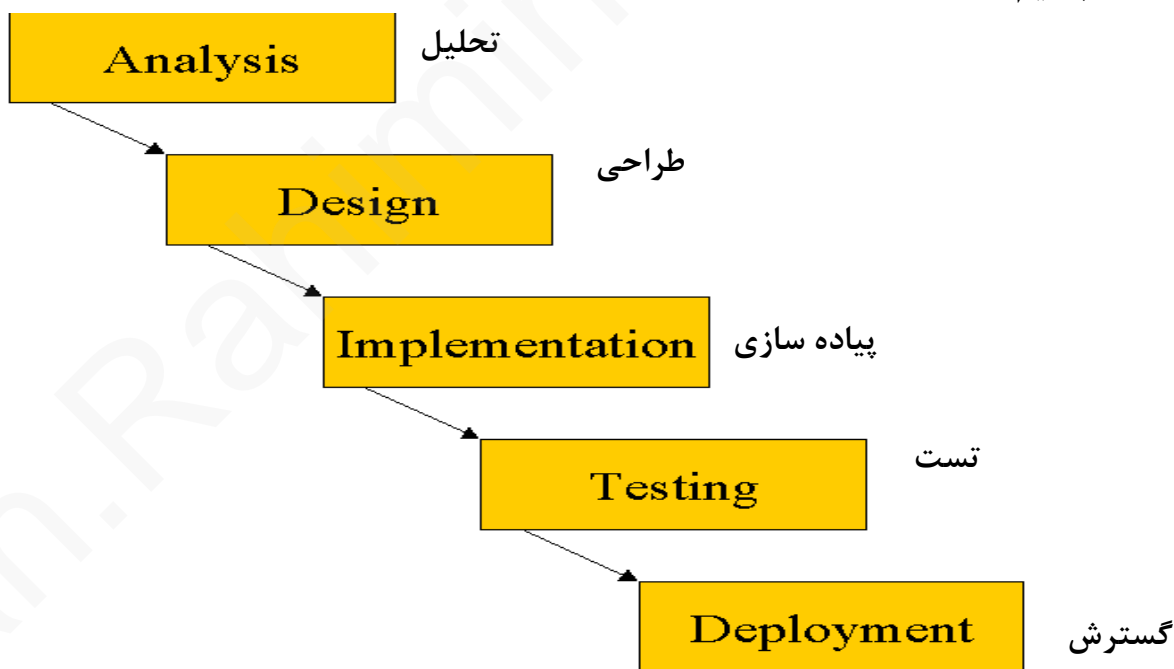 Analysis
تحلیل
Design
طراحی
Implementation
پیاده سازی
Testing
تست
Deployment
گسترش